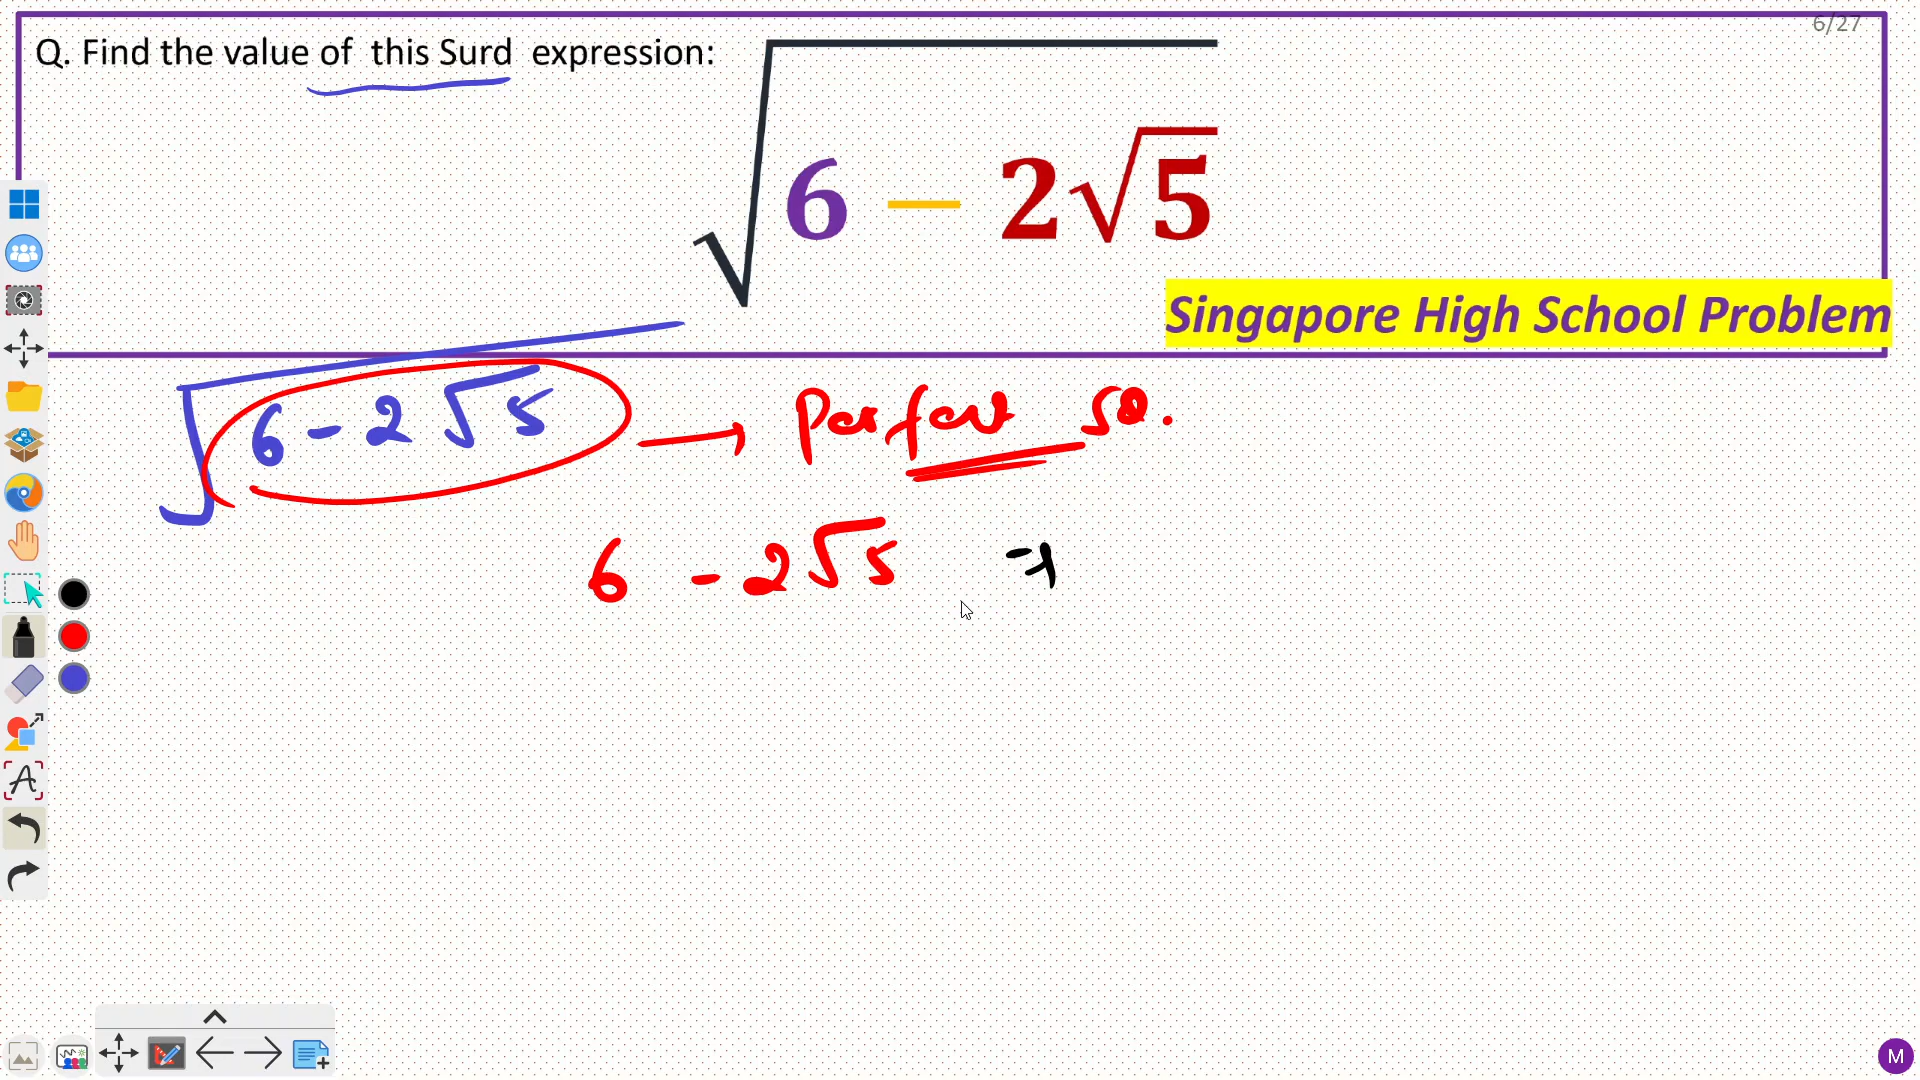 6/27
Q. Find the value of this Surd expression:
√(6 − 2√5)
Singapore High School Problem
√(6 - 2√5) → Perfect SQ.
6 - 2√5
M